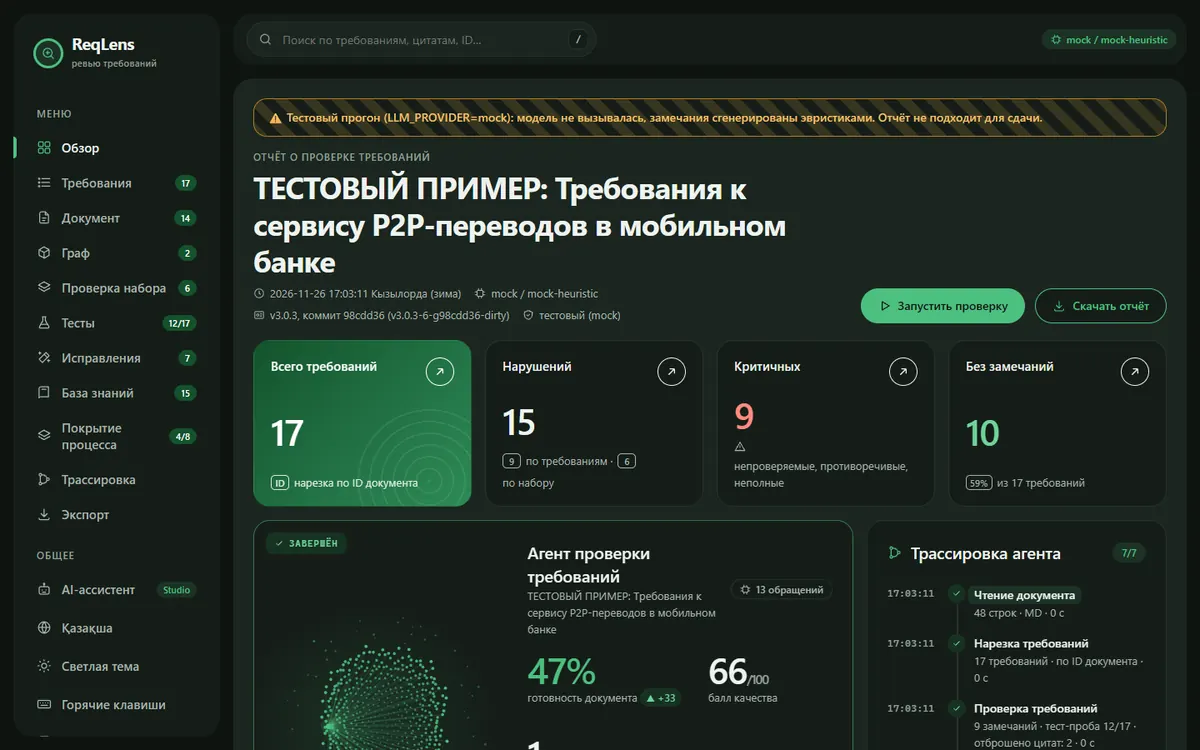 ReqLens
ревью требований
МЕНЮ
Обзор
Требования 17
Документ 14
Граф 2
Проверка набора 6
Тесты 12/17
Исправления 7
База знаний 15
Покрытие
процесса 4/8
Трассировка
Экспорт
ОБЩЕЕ
AI-ассистент Studio
Қазақша
Светлая тема
Горячие клавиши
Поиск по требованиям, цитатам, ID... /
mock / mock-heuristic
Тестовый прогон (LLM_PROVIDER=mock): модель не вызывалась, замечания сгенерированы эвристиками. Отчёт не подходит для сдачи.
ОТЧЁТ О ПРОВЕРКЕ ТРЕБОВАНИЙ
ТЕСТОВЫЙ ПРИМЕР: Требования к
сервису P2P-переводов в мобильном
банке
2026-11-26 17:03:11 Кызылорда (зима) mock / mock-heuristic
v3.0.3, коммит 98cdd36 (v3.0.3-6-g98cdd36-dirty) тестовый (mock)
Запустить проверку
Скачать отчёт
Всего требований
17
ID нарезка по ID документа
Нарушений
15
9 по требованиям · 6
по набору
Критичных
9
непроверяемые, противоречивые,
неполные
Без замечаний
10
59% из 17 требований
ЗАВЕРШЁН
Агент проверки
требований
ТЕСТОВЫЙ ПРИМЕР: Требования к
сервису P2P-переводов в мобильном
банке
13 обращений
47%
готовность документа ▲ +33
66/100
балл качества
Трассировка агента 7/7
17:03:11 Чтение документа
48 строк · MD · 0 с
17:03:11 Нарезка требований
17 требований · по ID документа ·
0 с
17:03:11 Проверка требований
9 замечаний · тест-проба 12/17 ·
отброшено цитат: 2 · 0 с